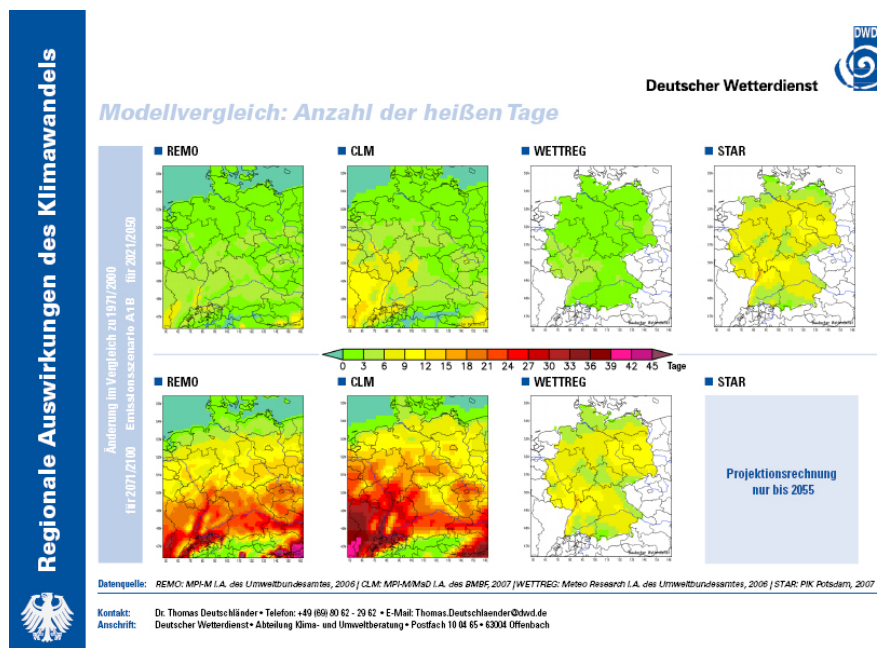 Regionale Auswirkungen des Klimawandels
DWD
Deutscher Wetterdienst
Modellvergleich: Anzahl der heißen Tage
Änderung im Vergleich zu 1971/2000
Emissionsszenario A1B
für 2021/2050
für 2071/2100
REMO
CLM
WETTREG
STAR
0 3 6 9 12 15 18 21 24 27 30 33 36 39 42 45 Tage
REMO
CLM
WETTREG
STAR
Projektionsrechnung
nur bis 2055
Datenquelle: REMO: MPI-M I.A. des Umweltbundesamtes, 2006 | CLM: MPI-M/MaD I.A. des BMBF, 2007 | WETTREG: Meteo Research I.A. des Umweltbundesamtes, 2006 | STAR: PIK Potsdam, 2007
Kontakt: Dr. Thomas Deutschländer • Telefon: +49 (69) 80 62 - 29 62 • E-Mail: Thomas.Deutschlaender@dwd.de
Anschrift: Deutscher Wetterdienst • Abteilung Klima- und Umweltberatung • Postfach 10 04 65 • 63004 Offenbach